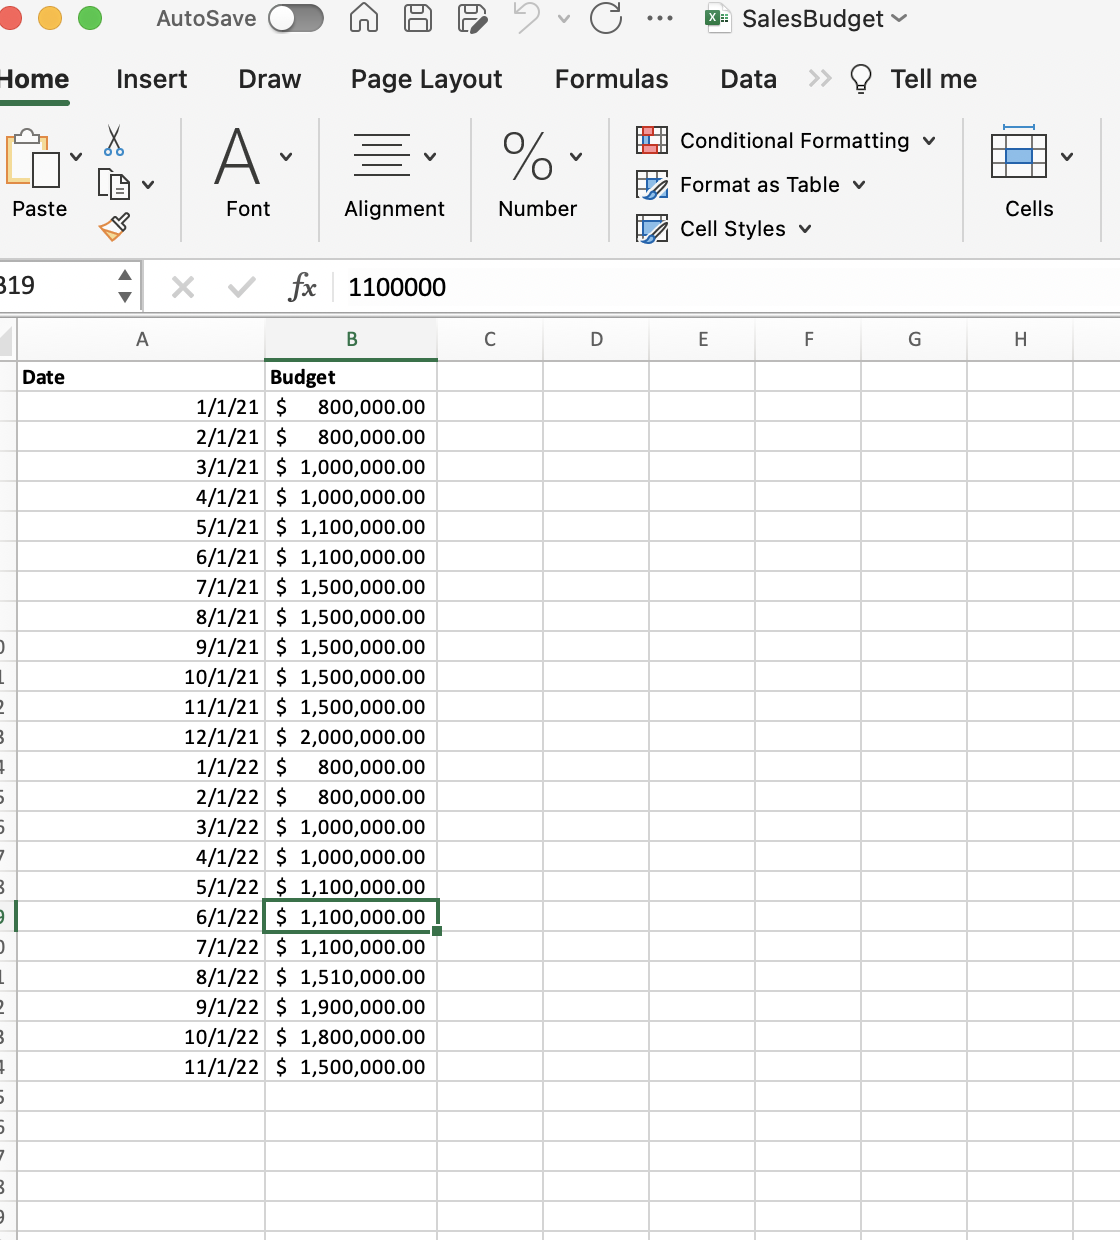 AutoSave SalesBudget
Home Insert Draw Page Layout Formulas Data Tell me
Conditional Formatting
Format as Table
Cell Styles
Paste Font Alignment Number Cells
B19 fx 1100000
A B C D E F G H
Date Budget
1/1/21 $ 800,000.00
2/1/21 $ 800,000.00
3/1/21 $ 1,000,000.00
4/1/21 $ 1,000,000.00
5/1/21 $ 1,100,000.00
6/1/21 $ 1,100,000.00
7/1/21 $ 1,500,000.00
8/1/21 $ 1,500,000.00
9/1/21 $ 1,500,000.00
10/1/21 $ 1,500,000.00
11/1/21 $ 1,500,000.00
12/1/21 $ 2,000,000.00
1/1/22 $ 800,000.00
2/1/22 $ 800,000.00
3/1/22 $ 1,000,000.00
4/1/22 $ 1,000,000.00
5/1/22 $ 1,100,000.00
6/1/22 $ 1,100,000.00
7/1/22 $ 1,100,000.00
8/1/22 $ 1,510,000.00
9/1/22 $ 1,900,000.00
10/1/22 $ 1,800,000.00
11/1/22 $ 1,500,000.00